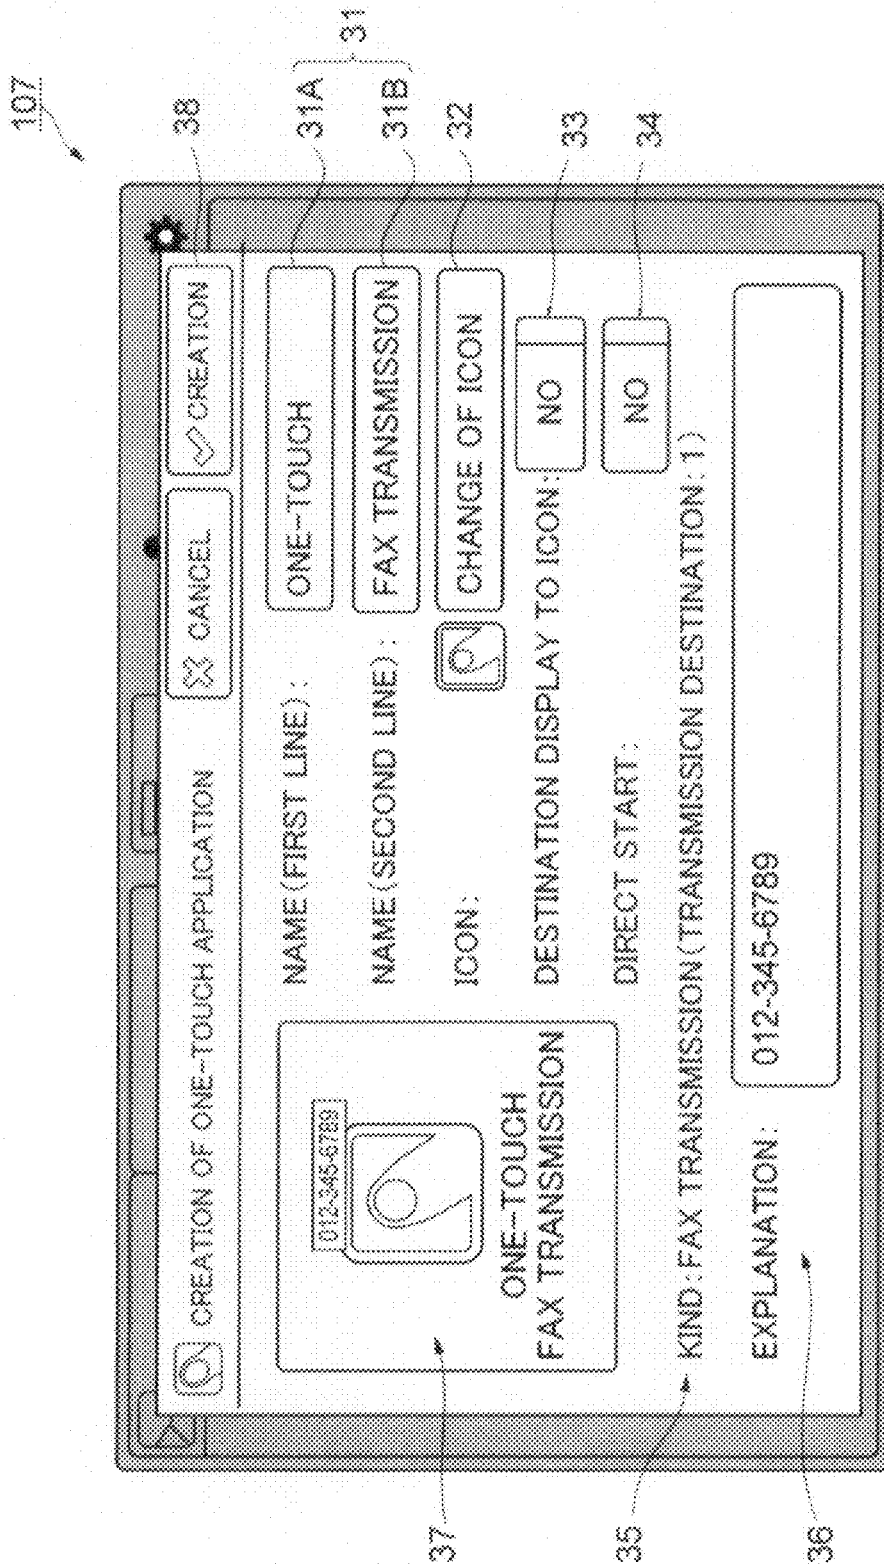 107
CREATION OF ONE-TOUCH APPLICATION
CANCEL
CREATION
38
012-345-6789
ONE-TOUCH
FAX TRANSMISSION
37
NAME(FIRST LINE):
ONE-TOUCH
31A
31
NAME(SECOND LINE):
FAX TRANSMISSION
31B
ICON:
CHANGE OF ICON
32
DESTINATION DISPLAY TO ICON:
NO
33
DIRECT START:
NO
34
35
KIND:FAX TRANSMISSION(TRANSMISSION DESTINATION:1)
EXPLANATION:
012-345-6789
36